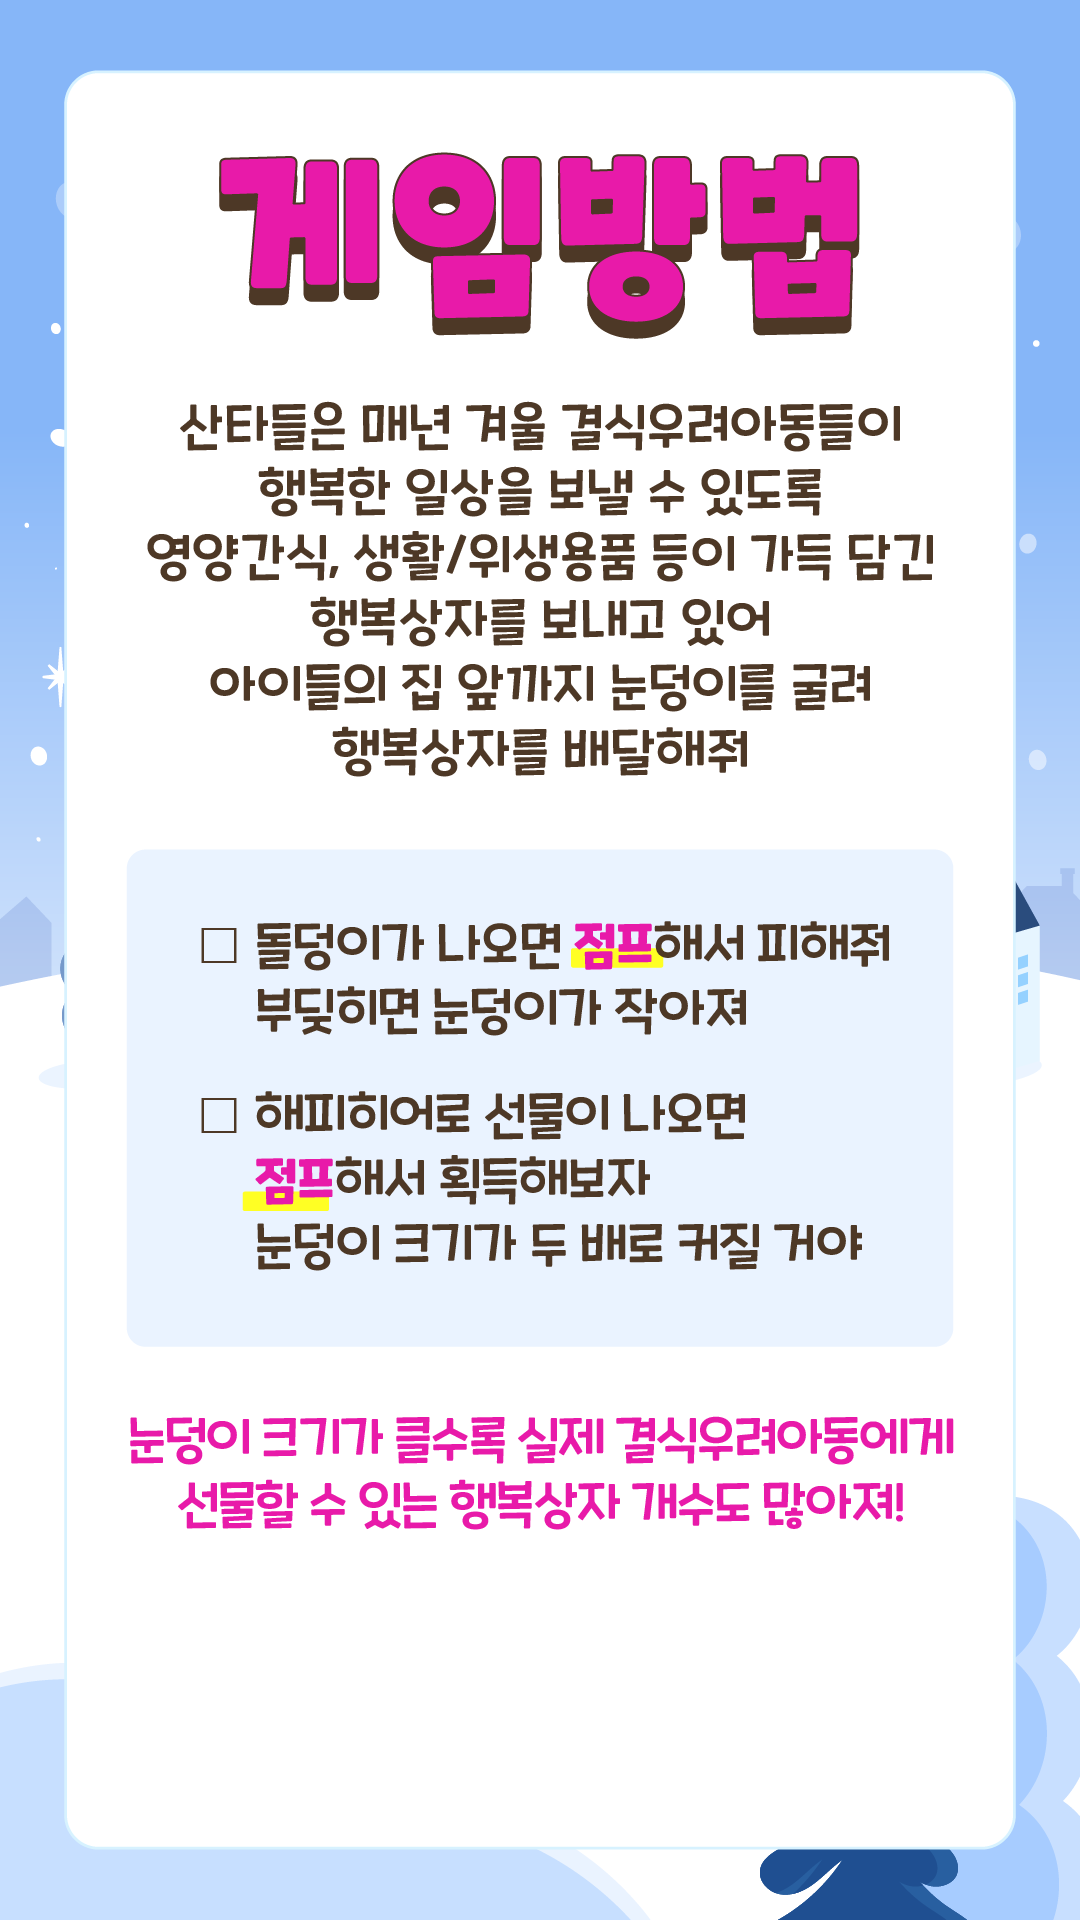 게임방법
산타들은 매년 겨울 결식우려아동들이
행복한 일상을 보낼 수 있도록
영양간식, 생활/위생용품 등이 가득 담긴
행복상자를 보내고 있어
아이들의 집 앞까지 눈덩이를 굴려
행복상자를 배달해줘
□ 돌덩이가 나오면 점프해서 피해줘
부딪히면 눈덩이가 작아져
□ 해피히어로 선물이 나오면
점프해서 획득해보자
눈덩이 크기가 두 배로 커질 거야
눈덩이 크기가 클수록 실제 결식우려아동에게
선물할 수 있는 행복상자 개수도 많아져!